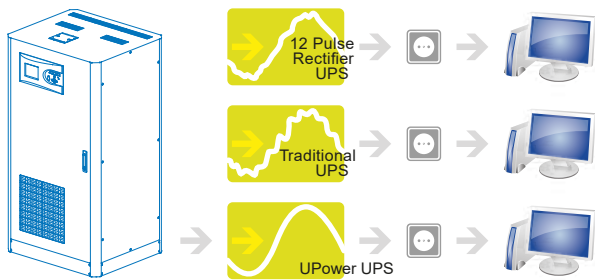 12 Pulse
Rectifier
UPS
Traditional
UPS
UPower UPS